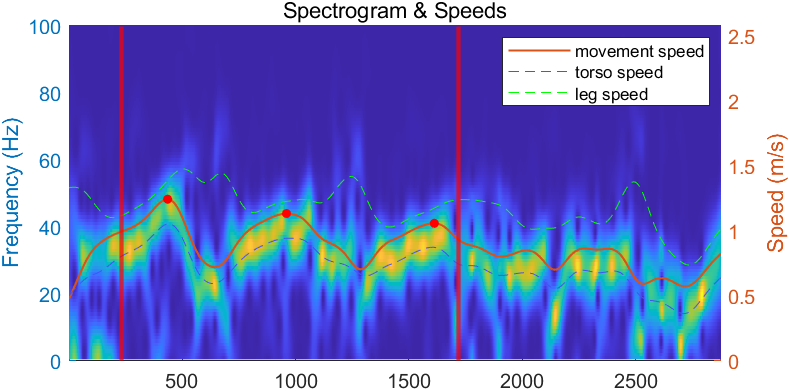 Spectrogram & Speeds
100
80
60
40
20
0
Frequency (Hz)
movement speed
torso speed
leg speed
2.5
2
1.5
1
0.5
0
Speed (m/s)
500 1000 1500 2000 2500